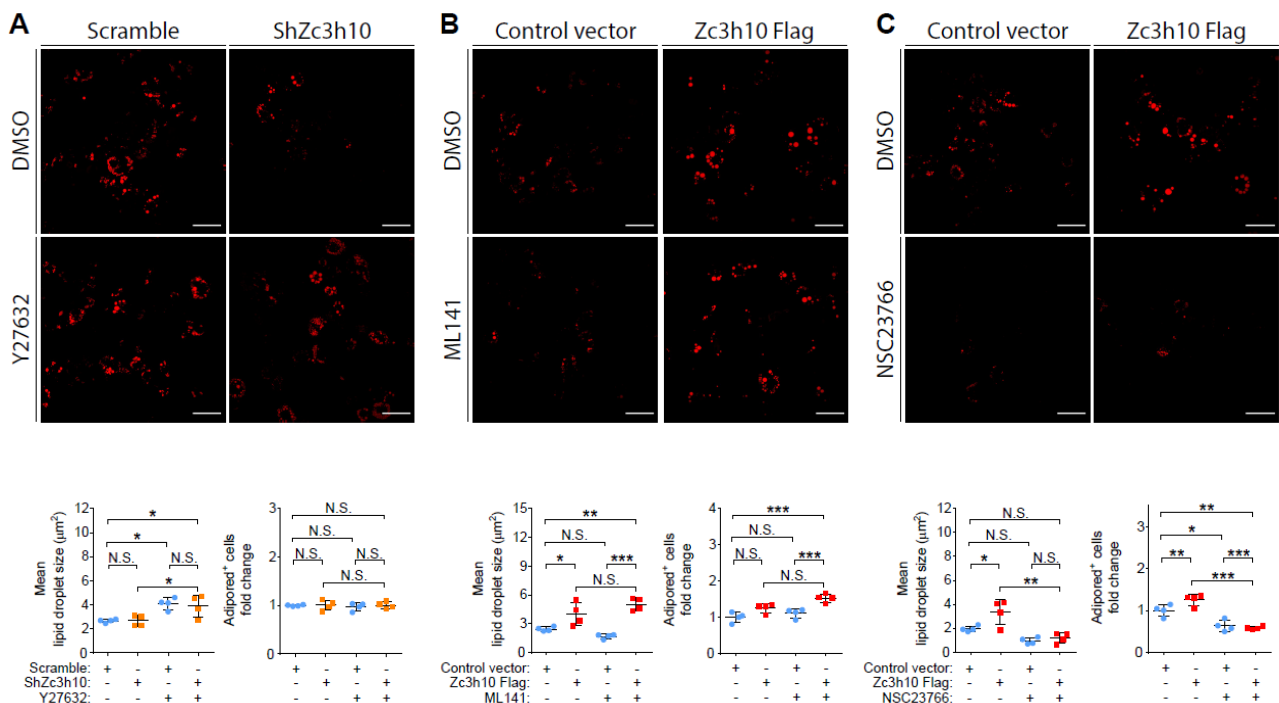 A
Scramble
ShZc3h10
DMSO
Y27632
B
Control vector
Zc3h10 Flag
DMSO
ML141
C
Control vector
Zc3h10 Flag
DMSO
NSC23766
Mean
lipid droplet size (µm²)
12
10
8
6
4
2
0
*
*
N.S.
N.S.
*
Adipored⁺ cells
fold change
2
1
0
N.S.
N.S.
N.S.
N.S.
N.S.
Scramble: + - + -
ShZc3h10: - + - +
Y27632: - - + +
- + -
+ - +
- + +
Mean
lipid droplet size (µm²)
15
12
9
6
3
0
**
N.S.
*
***
N.S.
Adipored⁺ cells
fold change
4
3
2
1
0
***
N.S.
N.S.
***
N.S.
Control vector: + - + -
Zc3h10 Flag: - + - +
ML141: - - + +
+ - + -
- + - +
- - + +
Mean
lipid droplet size (µm²)
12
10
8
6
4
2
0
N.S.
N.S.
*
N.S.
**
Adipored⁺ cells
fold change
3
2
1
0
**
*
**
***
***
Control vector: + - + -
Zc3h10 Flag: - + - +
NSC23766: - - + +
+ - + -
- + - +
- - + +